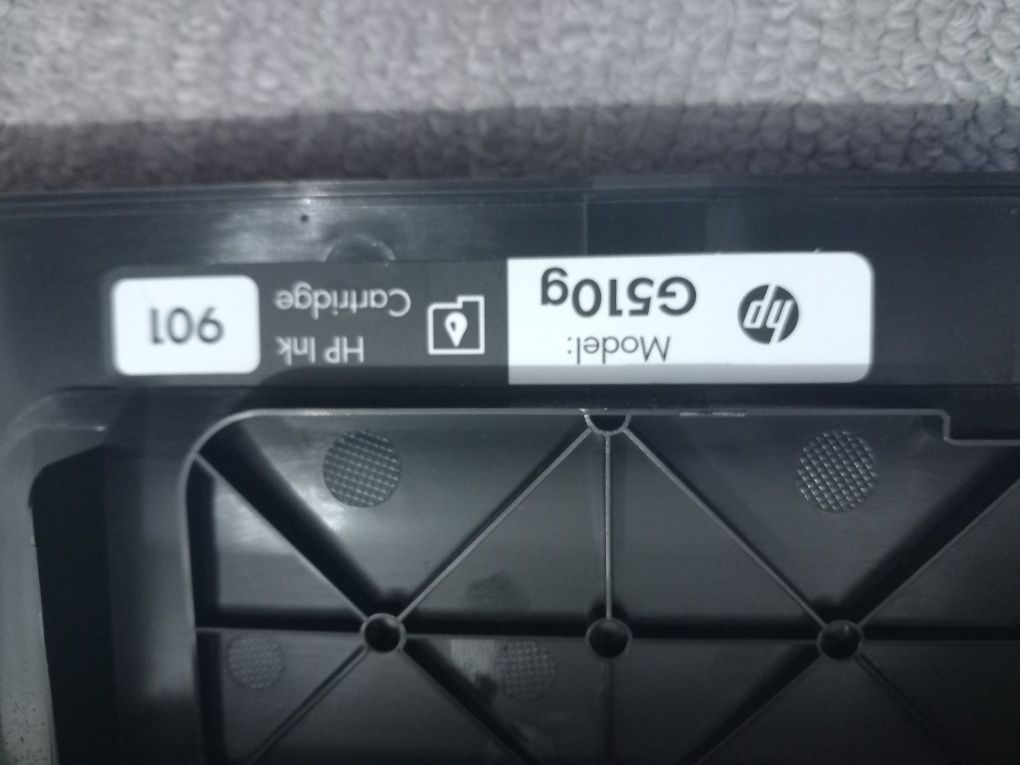 hp
Model:
G510g
HP Ink
Cartridge
901